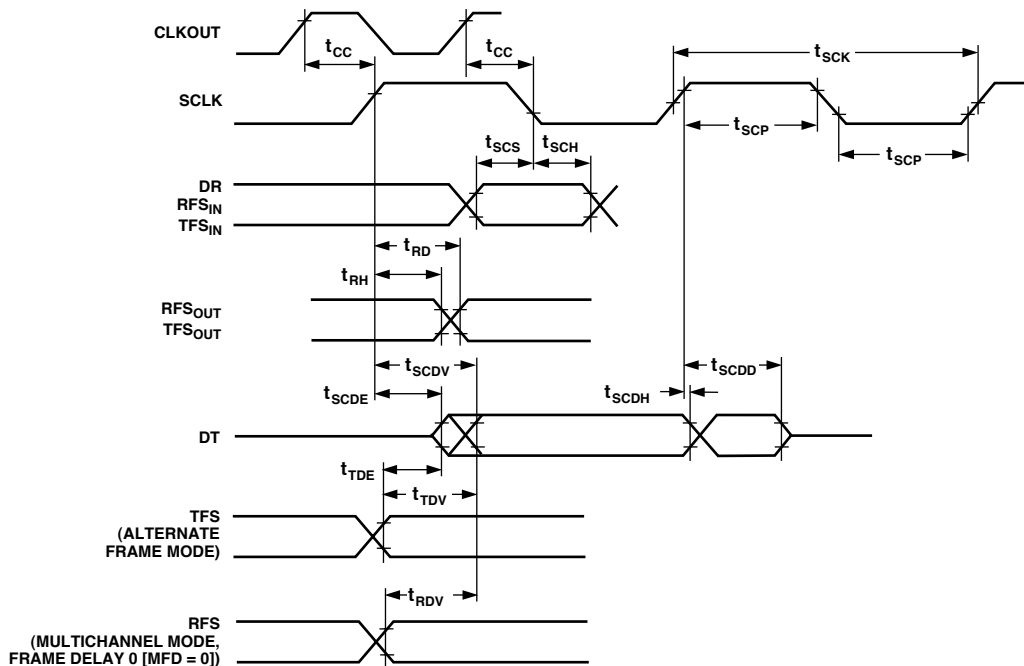 CLKOUT
tCC
tCC
tSCK
SCLK
tSCP
tSCP
tSCS
tSCH
DR
RFSIN
TFSIN
tRD
tRH
RFSOUT
TFSOUT
tSCDV
tSCDD
tSCDE
tSCDH
DT
tTDE
tTDV
TFS
(ALTERNATE
FRAME MODE)
tRDV
RFS
(MULTICHANNEL MODE,
FRAME DELAY 0 [MFD = 0])